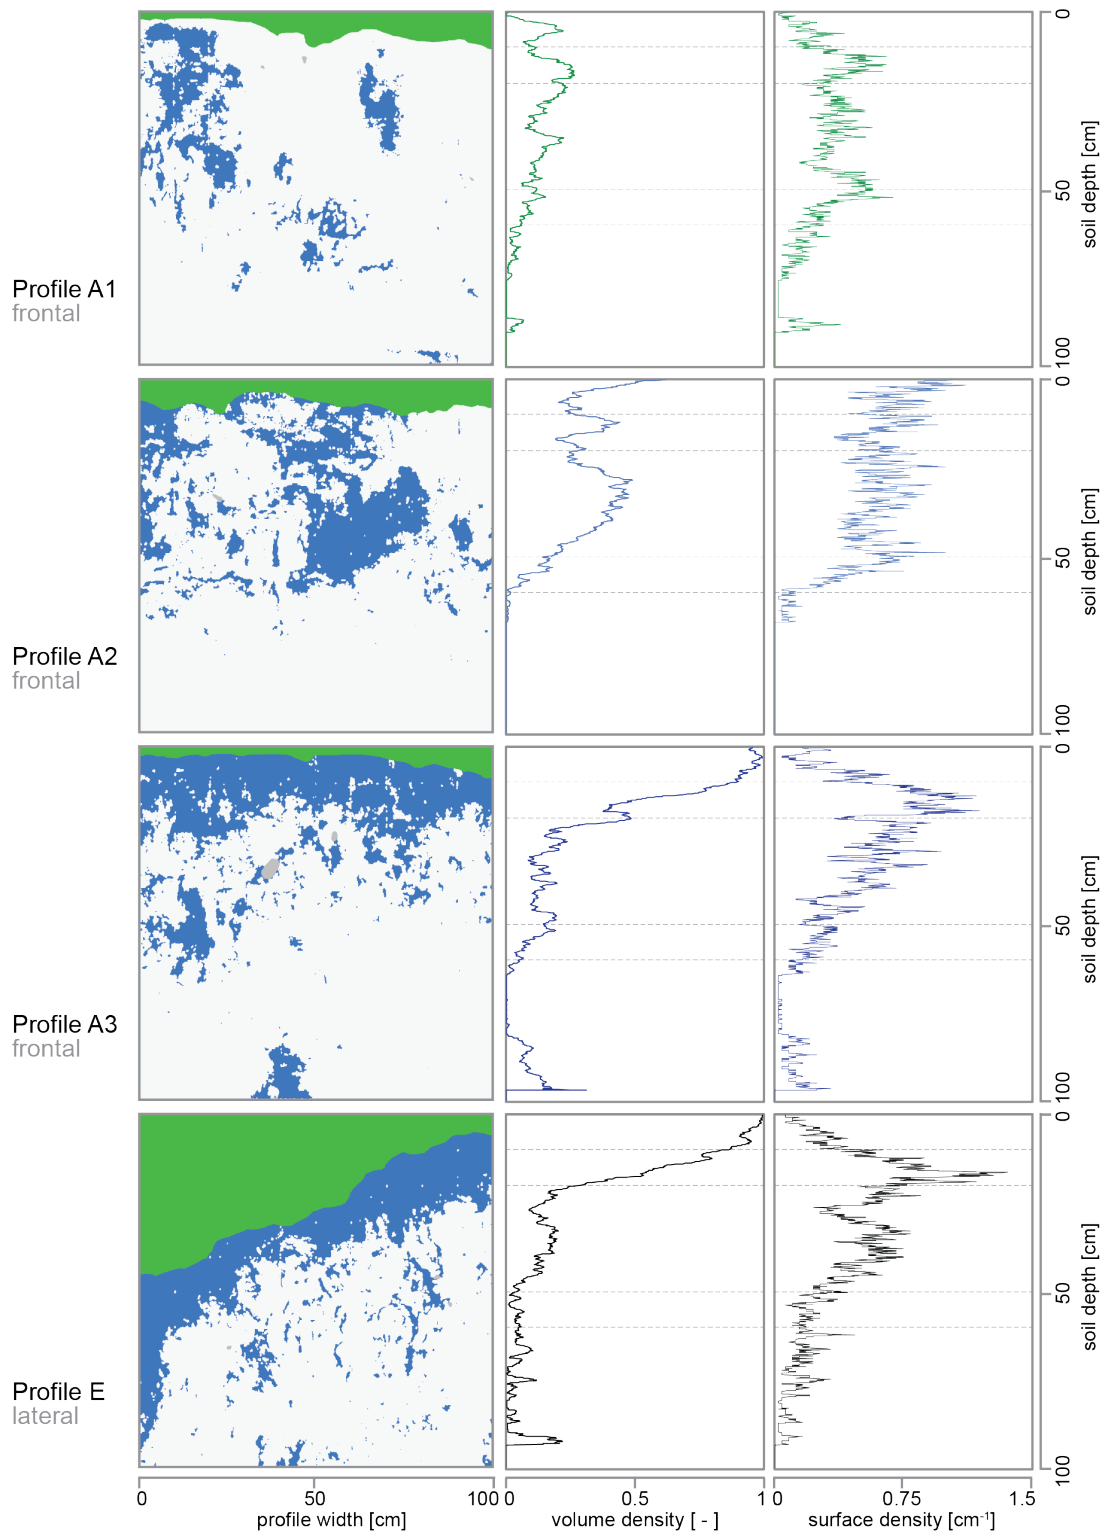 0
50
100
soil depth [cm]
Profile A1
frontal
0
50
100
soil depth [cm]
Profile A2
frontal
0
50
100
soil depth [cm]
Profile A3
frontal
0
50
100
soil depth [cm]
Profile E
lateral
0 50 100 0 0.5 1 0 0.75 1.5
profile width [cm] volume density [ - ] surface density [cm⁻¹]